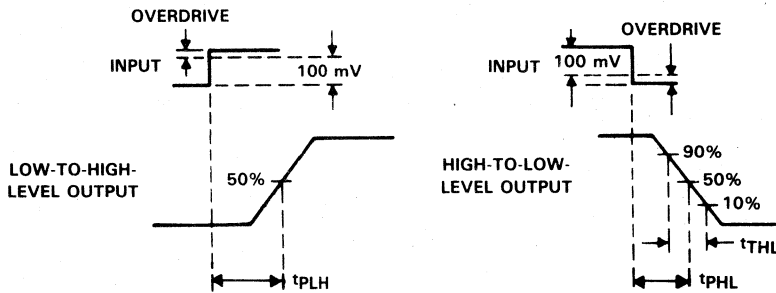 OVERDRIVE
INPUT
100 mV
LOW-TO-HIGH-
LEVEL OUTPUT
50%
tPLH
OVERDRIVE
INPUT
100 mV
HIGH-TO-LOW-
LEVEL OUTPUT
90%
50%
10%
tTHL
tPHL